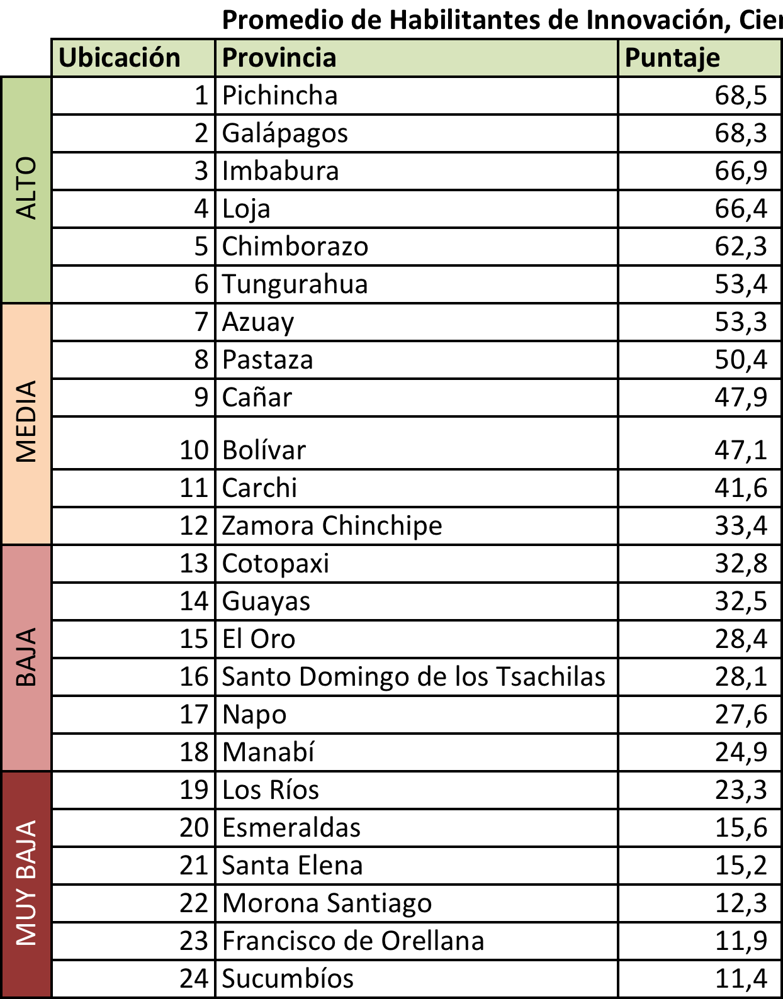 Promedio de Habilitantes de Innovación,
Ubicación Provincia Puntaje
ALTO
1 Pichincha 68,5
2 Galápagos 68,3
3 Imbabura 66,9
4 Loja 66,4
5 Chimborazo 62,3
6 Tungurahua 53,4
MEDIA
7 Azuay 53,3
8 Pastaza 50,4
9 Cañar 47,9
10 Bolívar 47,1
11 Carchi 41,6
12 Zamora Chinchipe 33,4
BAJA
13 Cotopaxi 32,8
14 Guayas 32,5
15 El Oro 28,4
16 Santo Domingo de los Tsachilas 28,1
17 Napo 27,6
18 Manabí 24,9
MUY BAJA
19 Los Ríos 23,3
20 Esmeraldas 15,6
21 Santa Elena 15,2
22 Morona Santiago 12,3
23 Francisco de Orellana 11,9
24 Sucumbíos 11,4